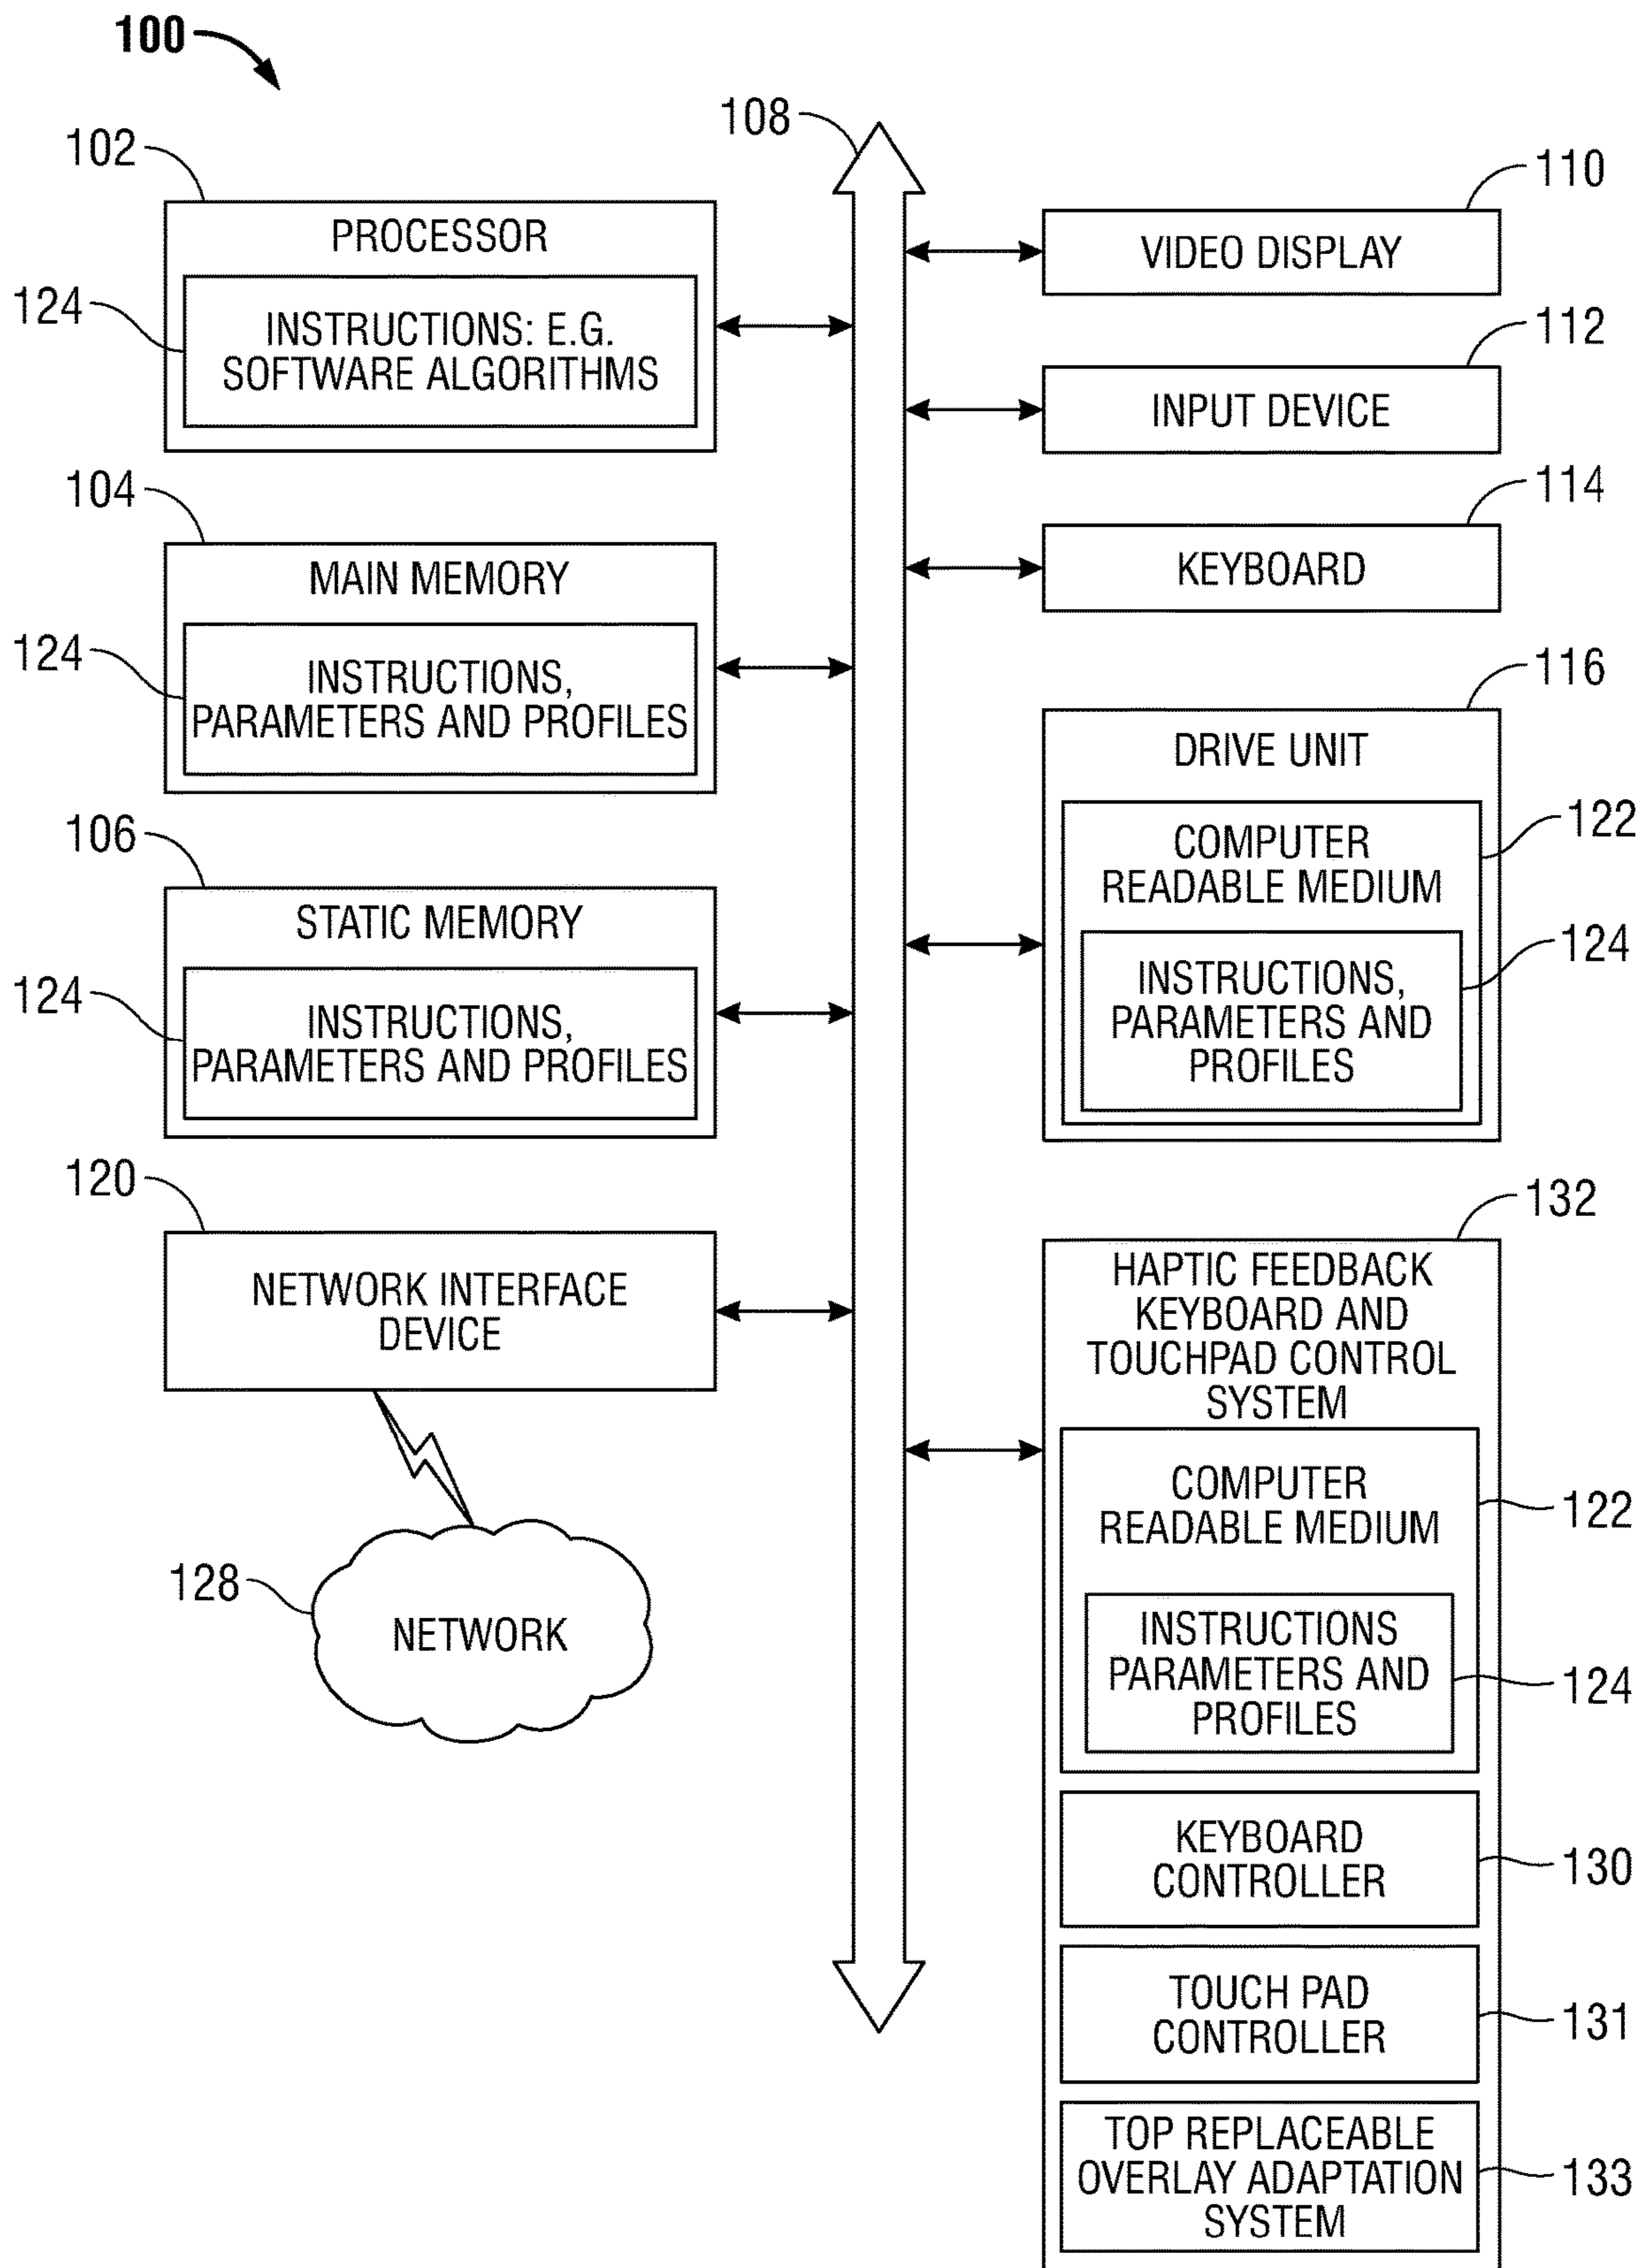 100
108
102
PROCESSOR
124
INSTRUCTIONS: E.G.
SOFTWARE ALGORITHMS
104
MAIN MEMORY
124
INSTRUCTIONS,
PARAMETERS AND PROFILES
106
STATIC MEMORY
124
INSTRUCTIONS,
PARAMETERS AND PROFILES
120
NETWORK INTERFACE
DEVICE
128
NETWORK
110
VIDEO DISPLAY
112
INPUT DEVICE
114
KEYBOARD
116
DRIVE UNIT
122
COMPUTER
READABLE MEDIUM
124
INSTRUCTIONS,
PARAMETERS AND
PROFILES
132
HAPTIC FEEDBACK
KEYBOARD AND
TOUCHPAD CONTROL
SYSTEM
COMPUTER
READABLE MEDIUM
122
INSTRUCTIONS
PARAMETERS AND
PROFILES
124
KEYBOARD
CONTROLLER
130
TOUCH PAD
CONTROLLER
131
TOP REPLACEABLE
OVERLAY ADAPTATION
SYSTEM
133